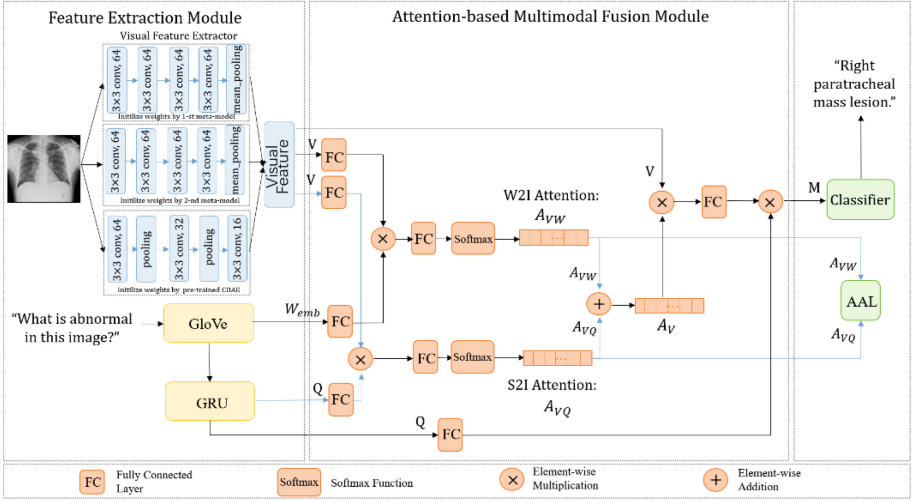 Feature Extraction Module
Attention-based Multimodal Fusion Module
Visual Feature Extractor
3×3 conv, 64
3×3 conv, 64
3×3 conv, 64
3×3 conv, 64
mean_pooling
Initilize weights by 1-st meta-model
3×3 conv, 64
3×3 conv, 64
3×3 conv, 64
3×3 conv, 64
mean_pooling
Initilize weights by 2-nd meta-model
3×3 conv, 64
pooling
3×3 conv, 32
pooling
3×3 conv, 16
initilize weights by pre-trained CDAE
Visual Feature
V
FC
V
FC
"What is abnormal
in this image?"
GloVe
W_emb
FC
GRU
Q
FC
Q
FC
×
FC
Softmax
W2I Attention:
A_VW
×
FC
Softmax
S2I Attention:
A_VQ
...
...
A_VW
+
A_VQ
...
A_V
V
×
FC
×
M
Classifier
"Right
paratracheal
mass lesion."
A_VW
AAL
A_VQ
FC
Fully Connected
Layer
Softmax
Softmax Function
×
Element-wise
Multiplication
+
Element-wise
Addition